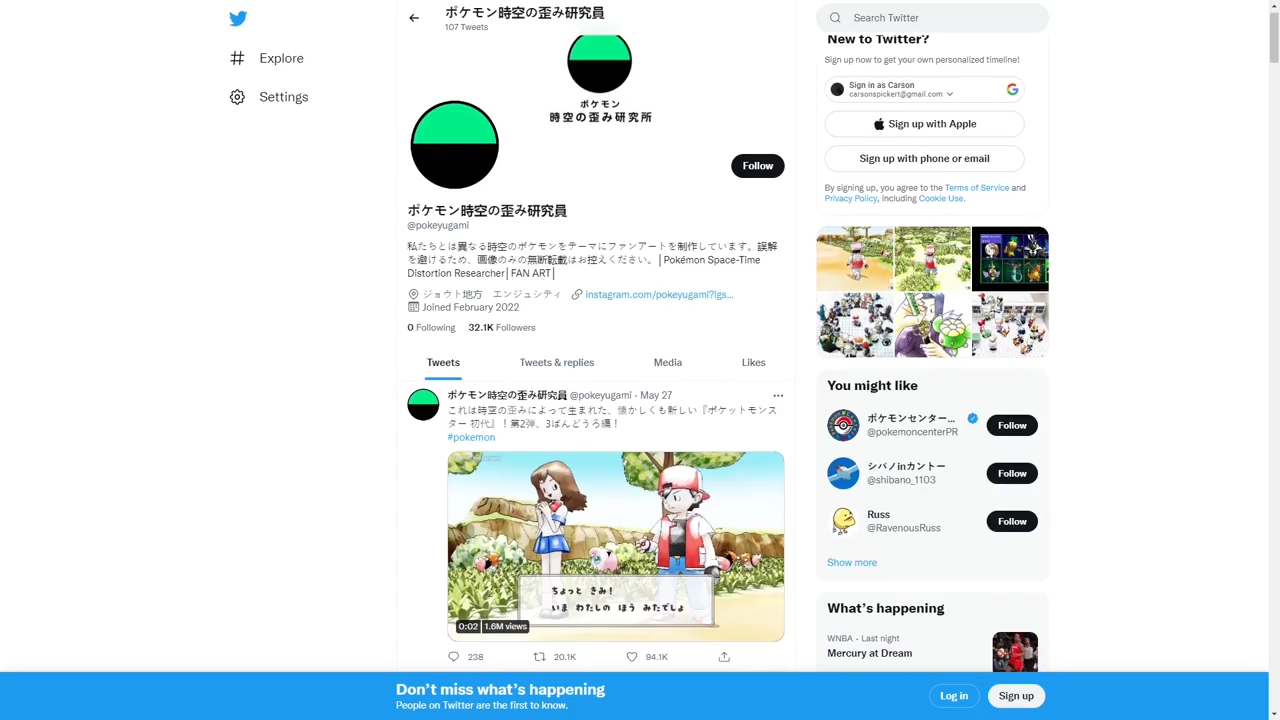 Explore
Settings
ポケモン時空の歪み研究員
107 Tweets
ポケモン
時空の歪み研究所
Follow
ポケモン時空の歪み研究員
@pokeyugami
私たちとは異なる時空のポケモンをテーマにファンアートを制作しています。誤解
を避けるため、画像のみの無断転載はお控えください。│Pokémon Space-Time
Distortion Researcher│FAN ART│
ジョウト地方 エンジュシティ instagram.com/pokeyugami?igs...
Joined February 2022
0 Following 32.1K Followers
Tweets Tweets & replies Media Likes
ポケモン時空の歪み研究員 @pokeyugami · May 27
これは時空の歪みによって生まれた、懐かしくも新しい『ポケットモンス
ター 初代』！第2弾、3ばんどうろ編！
#pokemon
ちょっと きみ！
いま わたしの ほう みたでしょ
0:02 1.6M views
238 20.1K 94.1K
Search Twitter
New to Twitter?
Sign up now to get your own personalized timeline!
Sign in as Carson
carsonspickert@gmail.com
Sign up with Apple
Sign up with phone or email
By signing up, you agree to the Terms of Service and
Privacy Policy, including Cookie Use.
You might like
ポケモンセンター...
@pokemoncenterPR
Follow
シバノinカントー
@shibano_1103
Follow
Russ
@RavenousRuss
Follow
Show more
What's happening
WNBA · Last night
Mercury at Dream
Don't miss what's happening
People on Twitter are the first to know.
Log in Sign up